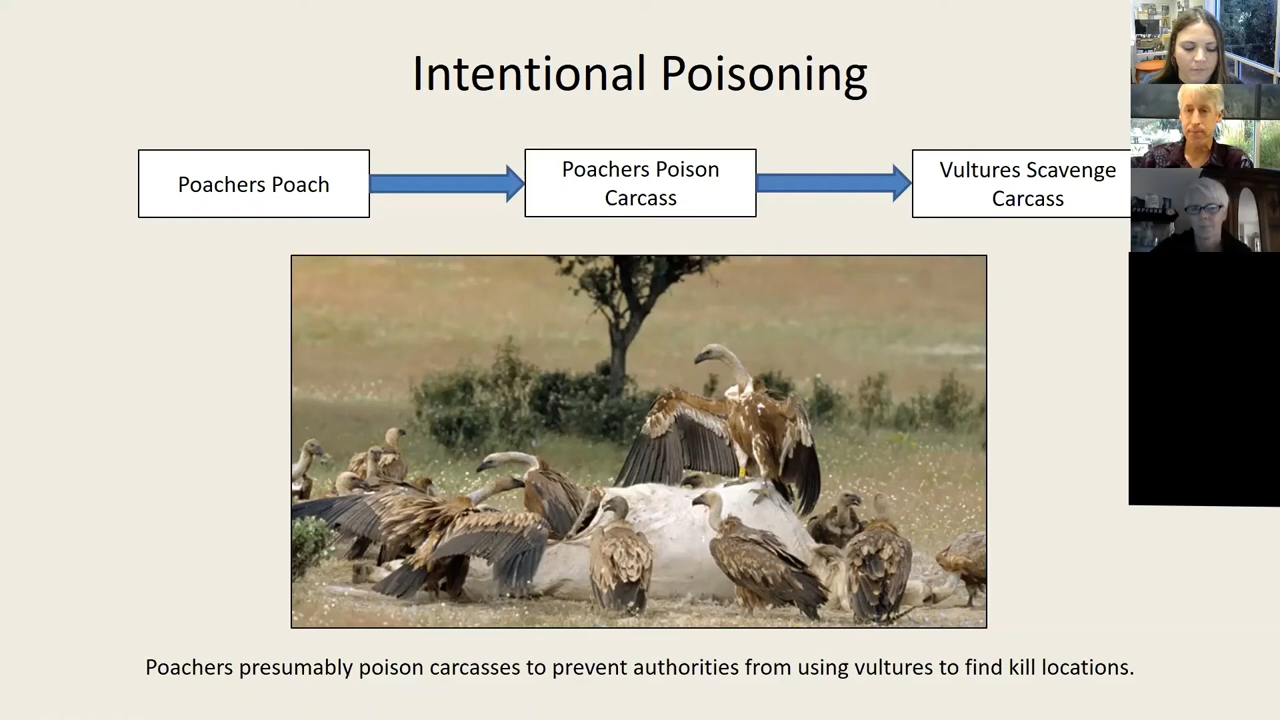 Intentional Poisoning
Poachers Poach
Poachers Poison
Carcass
Vultures Scavenge
Carcass
Poachers presumably poison carcasses to prevent authorities from using vultures to find kill locations.